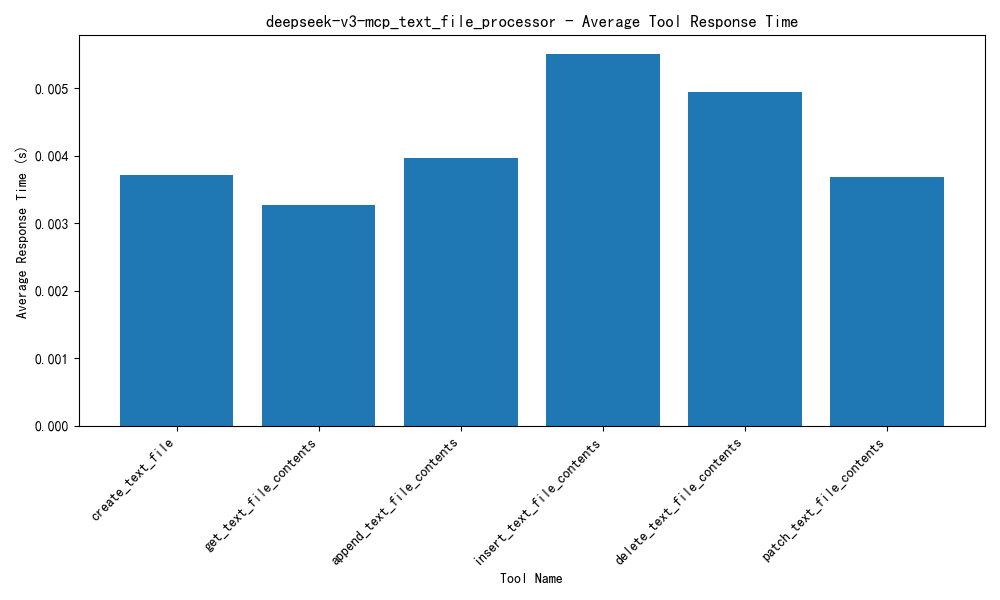 deepseek-v3-mcp_text_file_processor - Average Tool Response Time
Average Response Time (s)
0.005
0.004
0.003
0.002
0.001
0.000
create_text_file
get_text_file_contents
append_text_file_contents
insert_text_file_contents
delete_text_file_contents
patch_text_file_contents
Tool Name